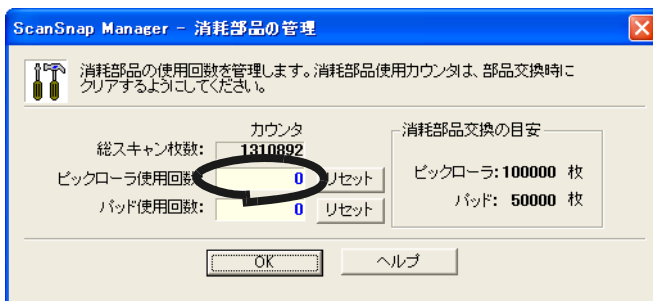 ScanSnap Manager - 消耗部品の管理
消耗部品の使用回数を管理します。消耗部品使用カウンタは、部品交換時に
クリアするようにしてください。
カウンタ
総スキャン枚数: 1310892
ピックローラ使用回数: 0 リセット
パッド使用回数: 0 リセット
消耗部品交換の目安
ピックローラ: 100000 枚
パッド: 50000 枚
OK ヘルプ